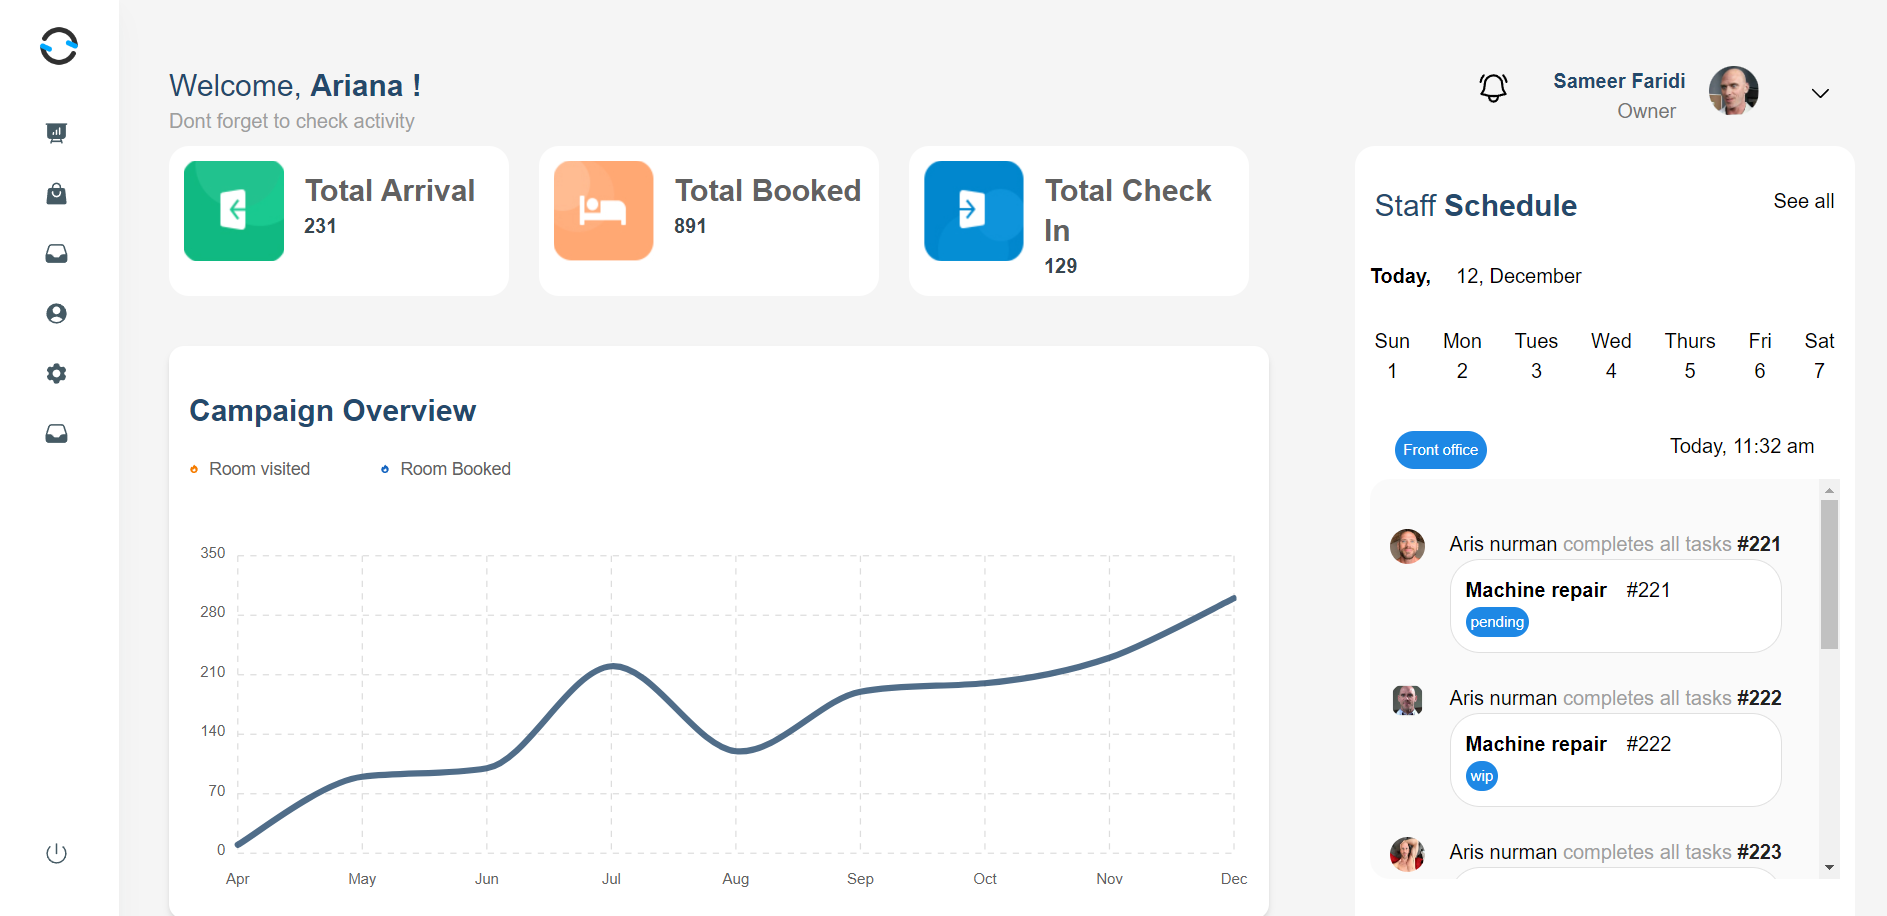 Welcome, Ariana !
Dont forget to check activity
Sameer Faridi
Owner
Total Arrival
231
Total Booked
891
Total Check
In
129
Campaign Overview
Room visited
Room Booked
350
280
210
140
70
0
Apr May Jun Jul Aug Sep Oct Nov Dec
Staff Schedule
See all
Today, 12, December
Sun Mon Tues Wed Thurs Fri Sat
1 2 3 4 5 6 7
Front office
Today, 11:32 am
Aris nurman completes all tasks #221
Machine repair #221
pending
Aris nurman completes all tasks #222
Machine repair #222
wip
Aris nurman completes all tasks #223